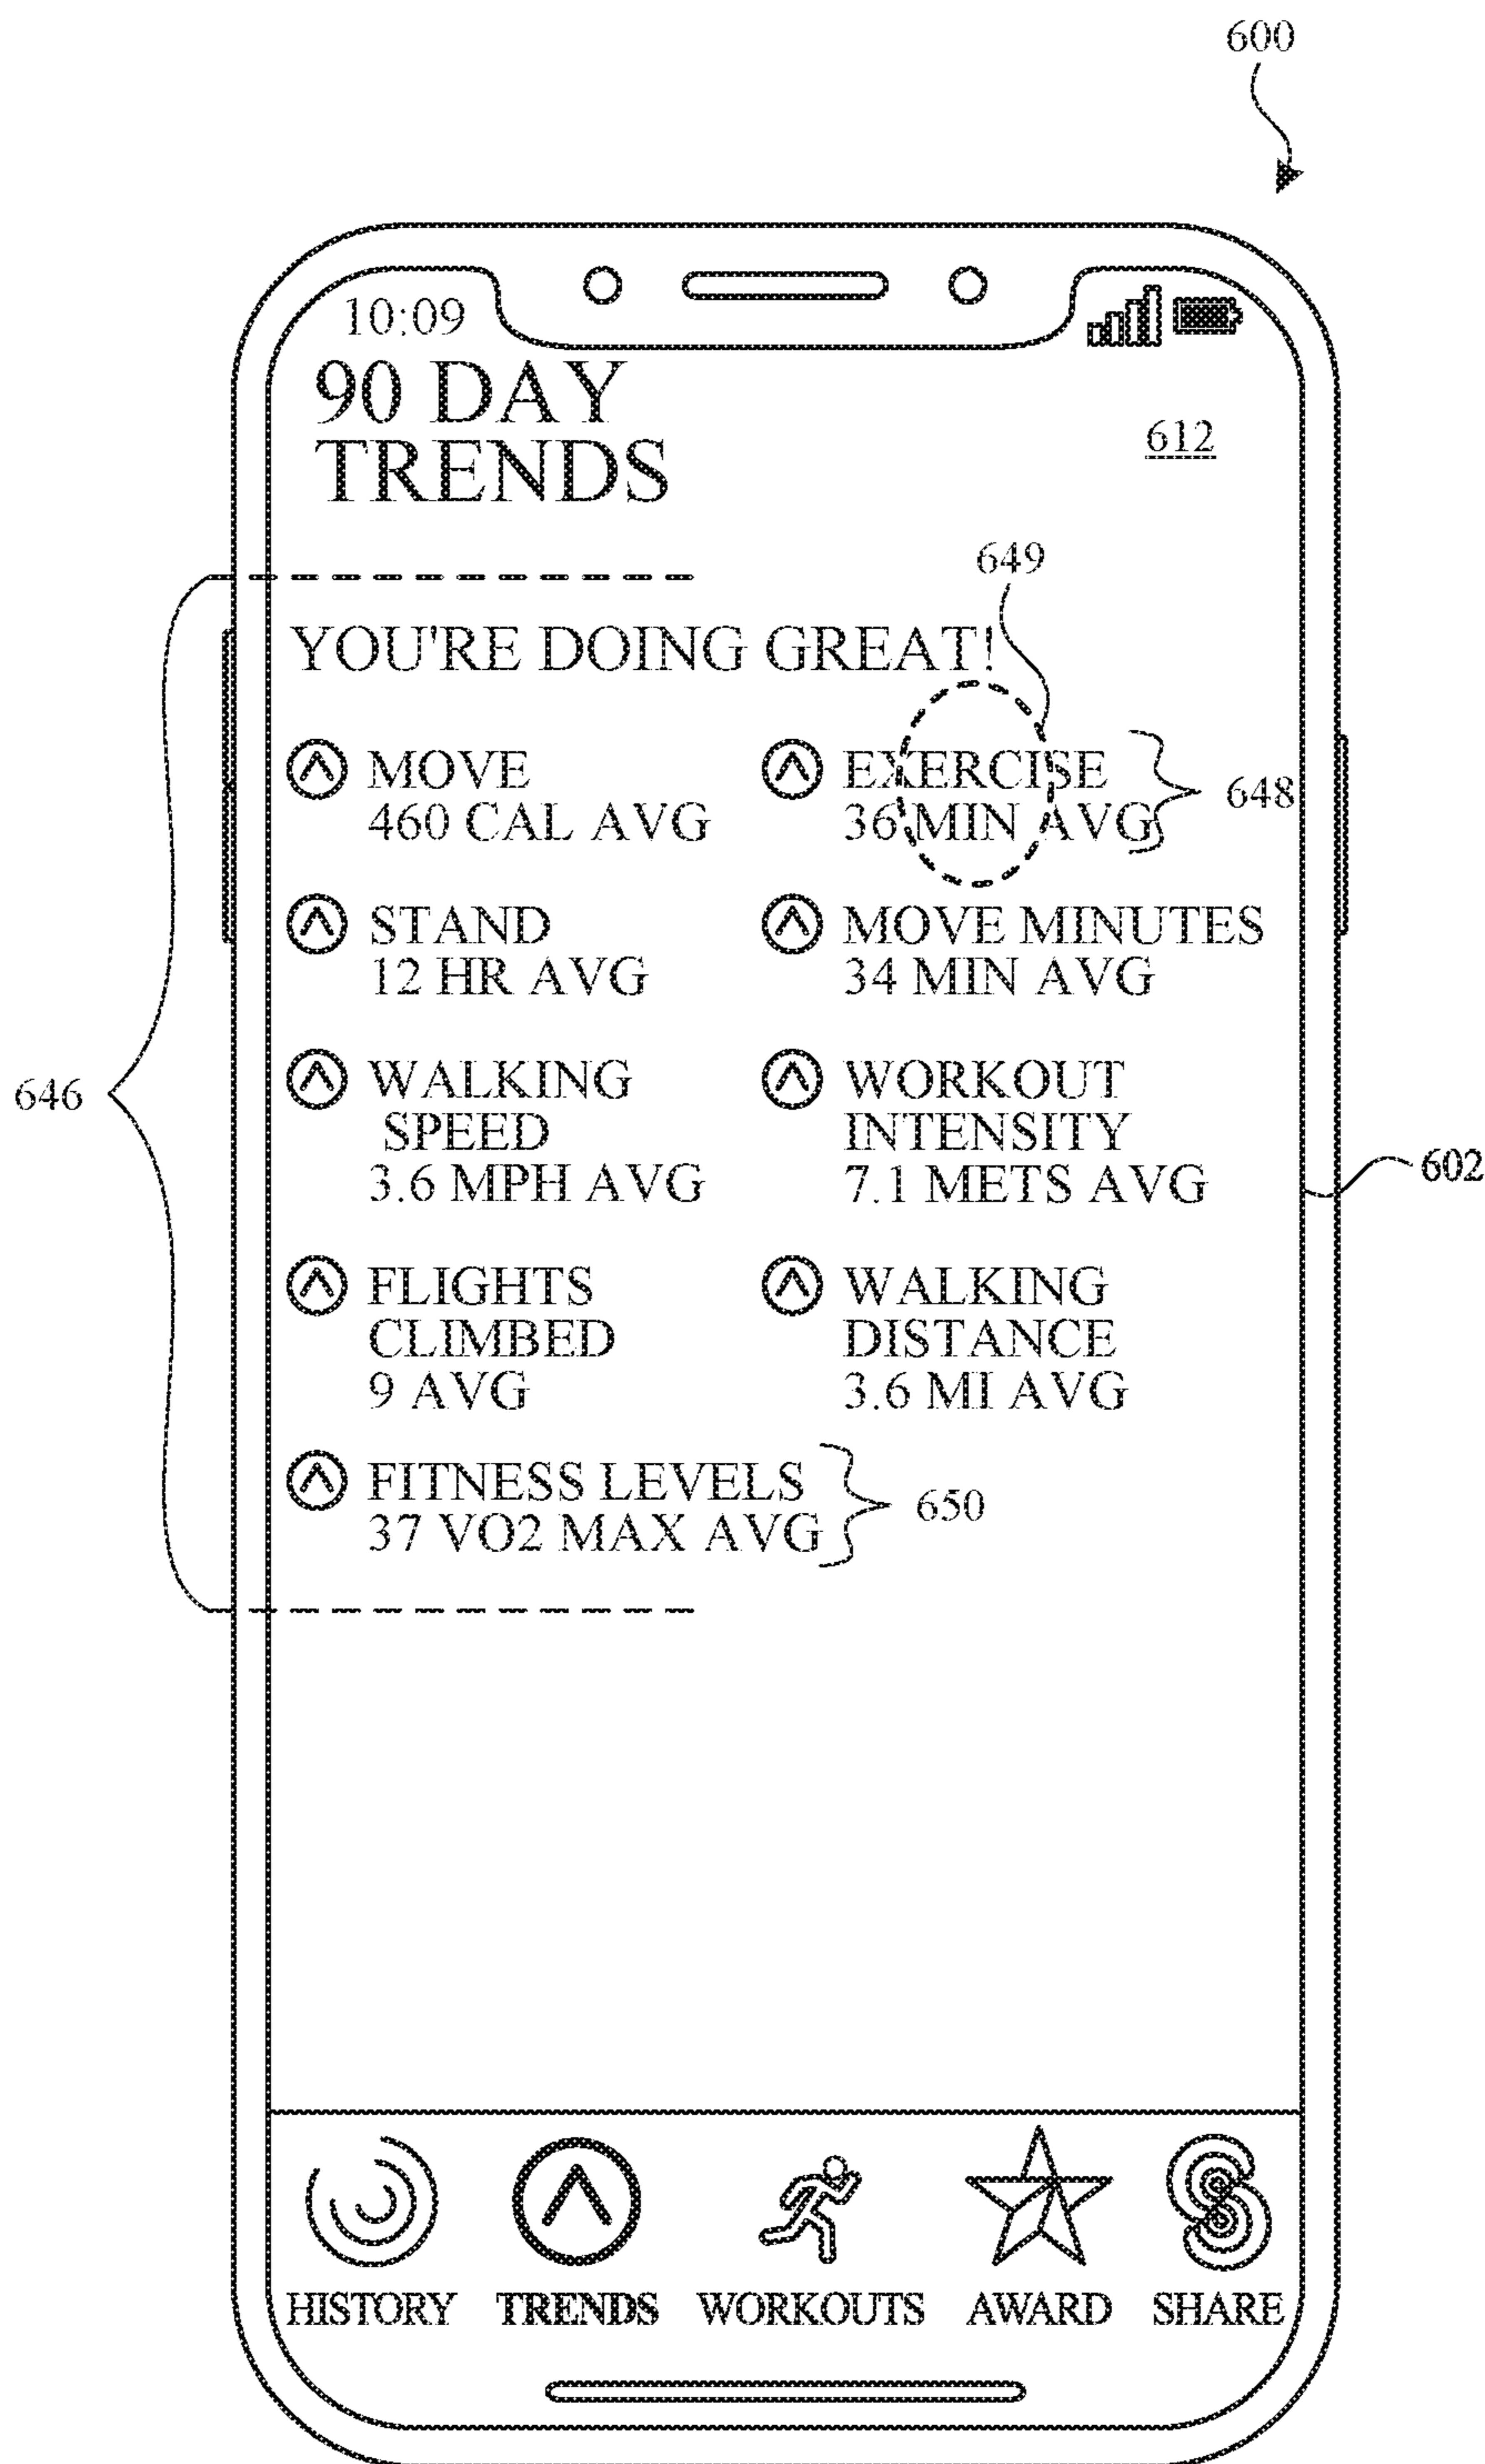 600
10:09
90 DAY
TRENDS
612
649
YOU'RE DOING GREAT!
MOVE
460 CAL AVG
EXERCISE
36 MIN AVG
648
STAND
12 HR AVG
MOVE MINUTES
34 MIN AVG
646
WALKING
SPEED
3.6 MPH AVG
WORKOUT
INTENSITY
7.1 METS AVG
602
FLIGHTS
CLIMBED
9 AVG
WALKING
DISTANCE
3.6 MI AVG
FITNESS LEVELS
37 VO2 MAX AVG
650
HISTORY
TRENDS
WORKOUTS
AWARD
SHARE